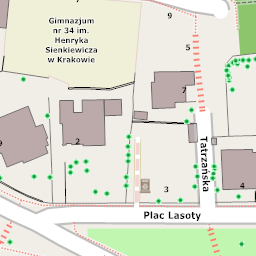 Gimnazjum
nr 34 im.
Henryka
Sienkiewicza
w Krakowie
9
5
7
9
2
Tatrzańska
4
3
Plac Lasoty